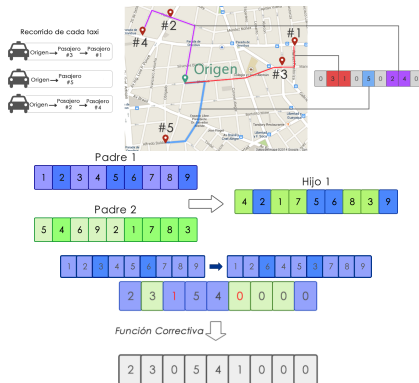 Recorrido de cada taxi
Origen → Pasajero #3 → Pasajero #1
Origen → Pasajero #5
Origen → Pasajero #2 → Pasajero #4
#2
#4
#1
#3
Origen
#5
0 3 1 0 5 0 2 4 0
Padre 1
1 2 3 4 5 6 7 8 9
Padre 2
5 4 6 9 2 1 7 8 3
Hijo 1
4 2 1 7 5 6 8 3 9
1 2 3 4 5 6 7 8 9
1 2 6 4 5 3 7 8 9
2 3 1 5 4 0 0 0 0
Función Correctiva
2 3 0 5 4 1 0 0 0